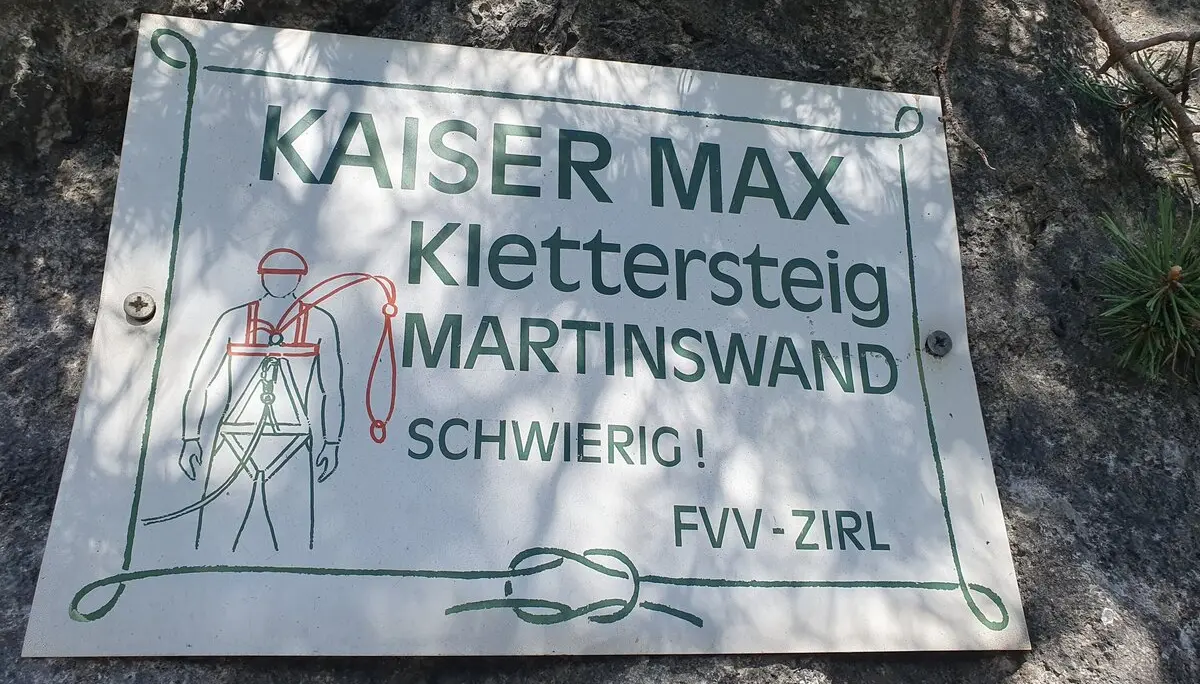 KAISER MAX
Klettersteig
MARTINSWAND
SCHWIERIG!
FVV-ZIRL